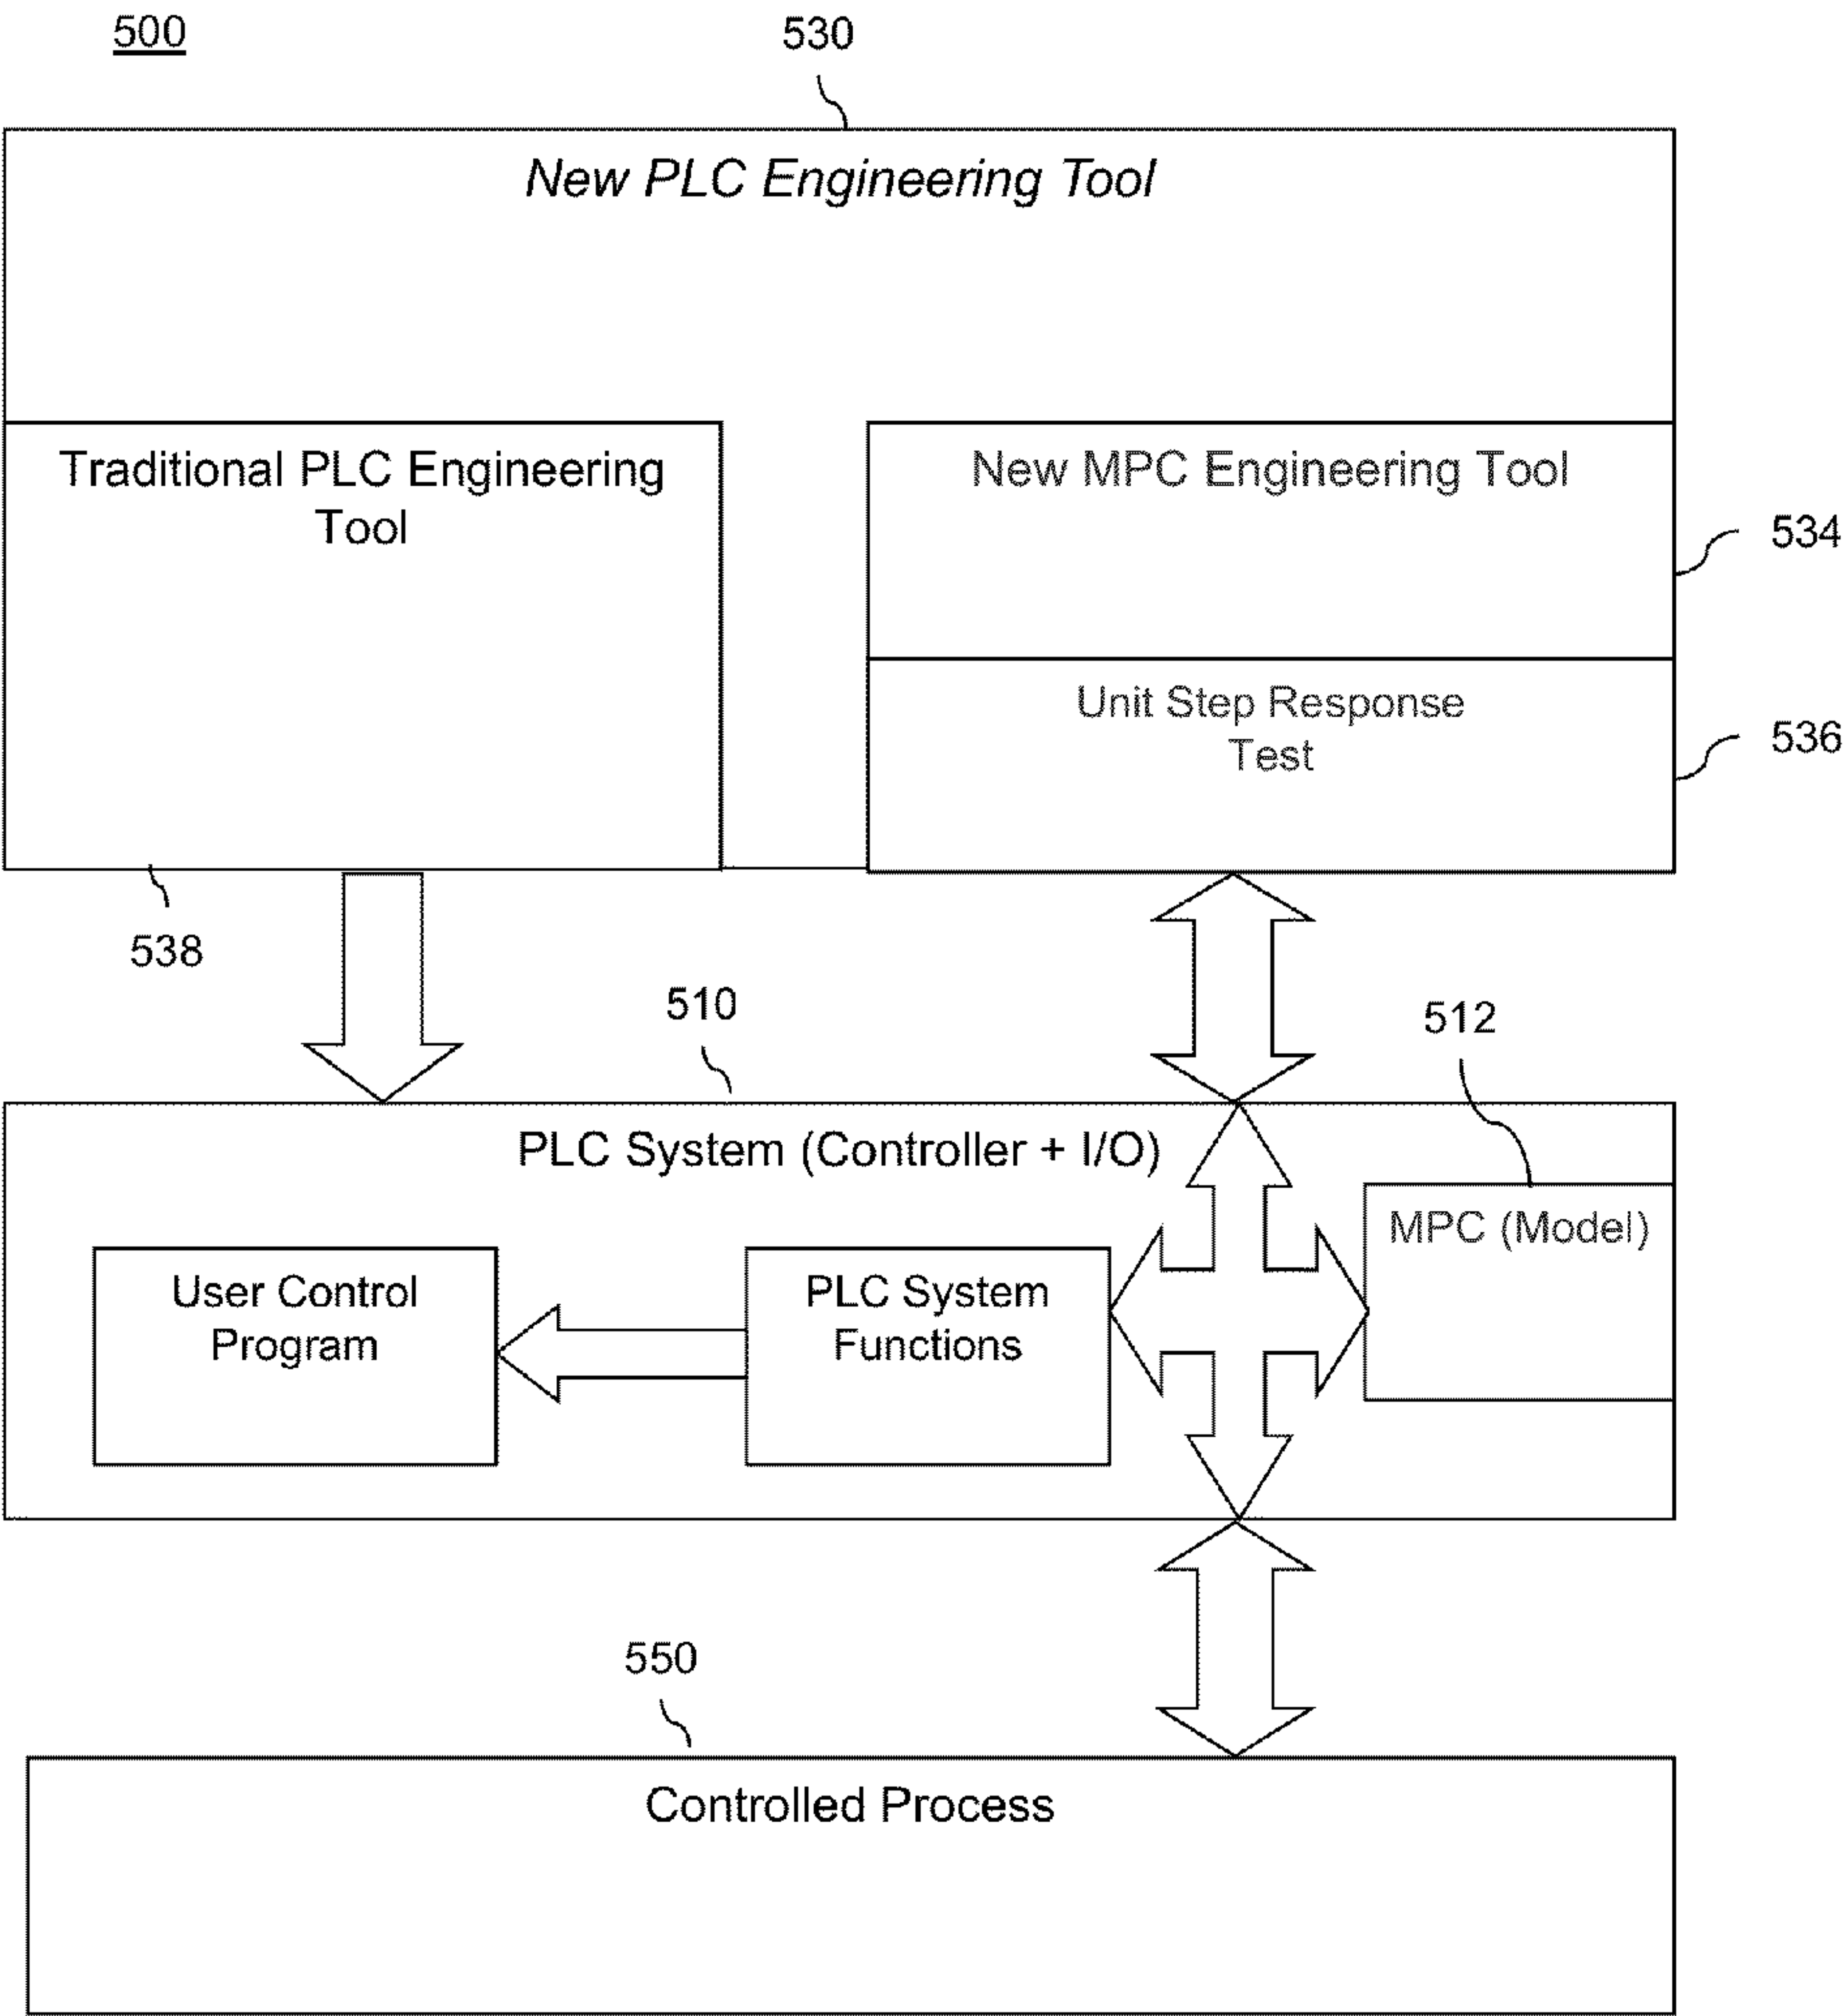 500
530
New PLC Engineering Tool
Traditional PLC Engineering
Tool
New MPC Engineering Tool
534
Unit Step Response
Test
536
538
510
512
PLC System (Controller + I/O)
MPC (Model)
User Control
Program
PLC System
Functions
550
Controlled Process